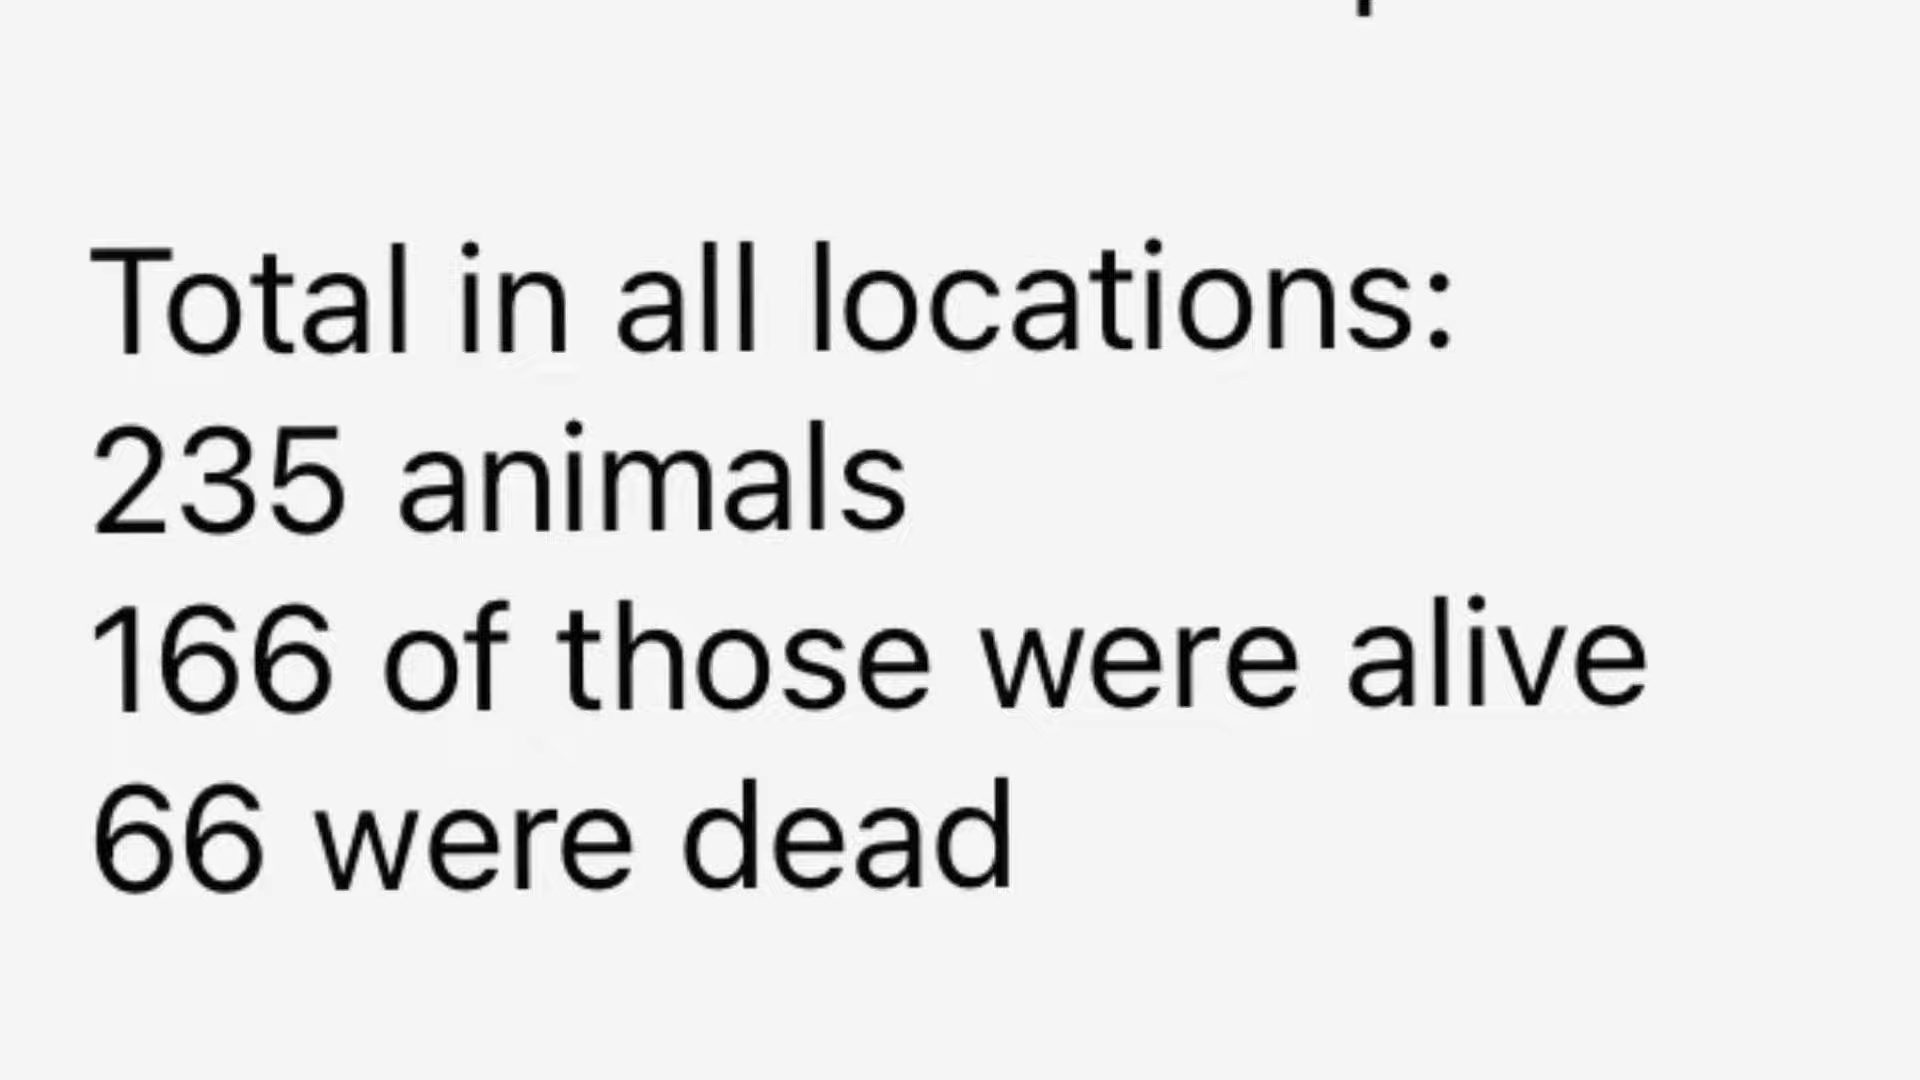 Total in all locations:
235 animals
166 of those were alive
66 were dead